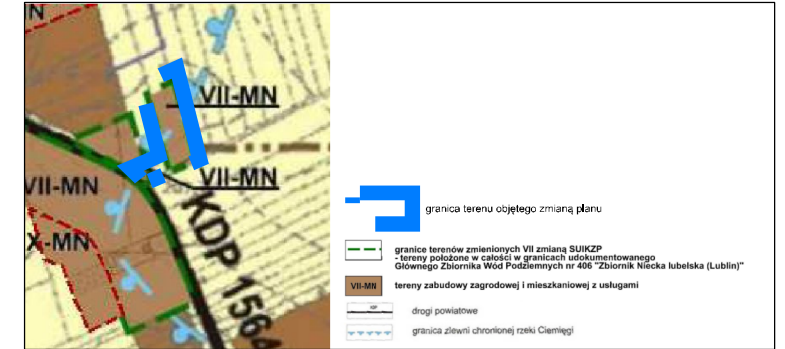 N
VII-MN
VII-MN
VII-MN
X-MN
KDP 1564
granica terenu objętego zmianą planu
granice terenów zmienionych VII zmianą SUIKZP
- tereny położone w całości w granicach udokumentowanego
Głównego Zbiornika Wód Podziemnych nr 406 "Zbiornik Niecka lubelska (Lublin)"
VII-MN tereny zabudowy zagrodowej i mieszkaniowej z usługami
drogi powiatowe
granica zlewni chronionej rzeki Ciemięgi